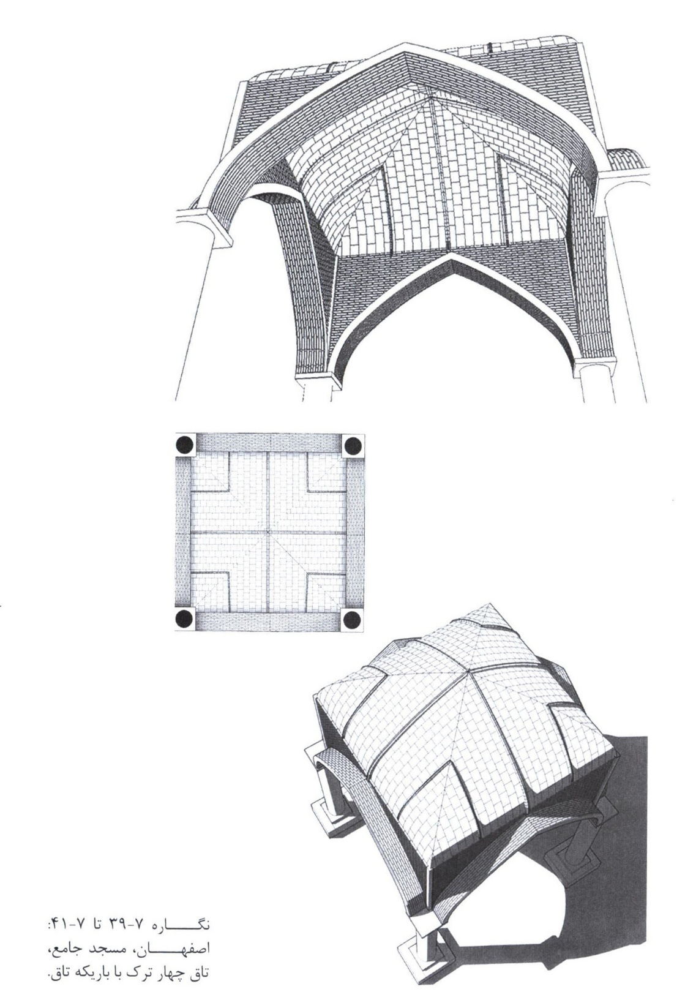 نگاره ۷-۳۹ تا ۷-۴۱:
اصفهان، مسجد جامع،
تاق چهار ترک با باریکه تاق.